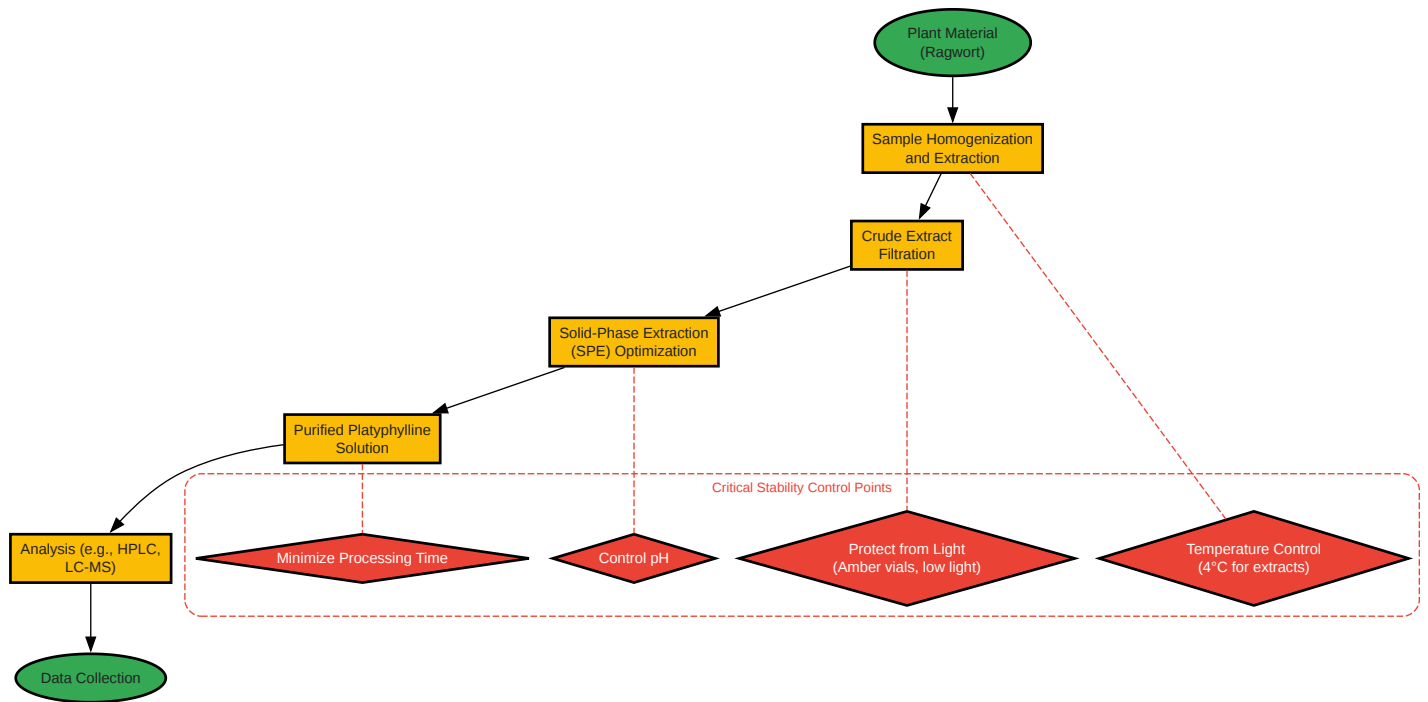 Plant Material
(Ragwort)
Sample Homogenization
and Extraction
Crude Extract
Filtration
Solid-Phase Extraction
(SPE) Optimization
Purified Platyphylline
Solution
Critical Stability Control Points
Analysis (e.g., HPLC,
LC-MS)
Minimize Processing Time
Control pH
Protect from Light
(Amber vials, low light)
Temperature Control
(4°C for extracts)
Data Collection